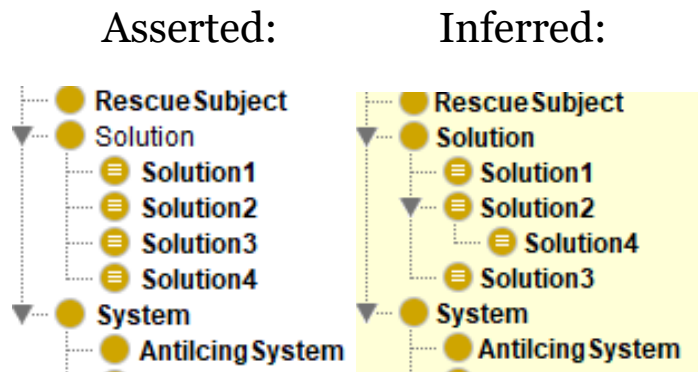 Asserted:
Inferred:
RescueSubject
Solution
Solution1
Solution2
Solution3
Solution4
System
AntiIcingSystem
RescueSubject
Solution
Solution1
Solution2
Solution4
Solution3
System
AntiIcingSystem